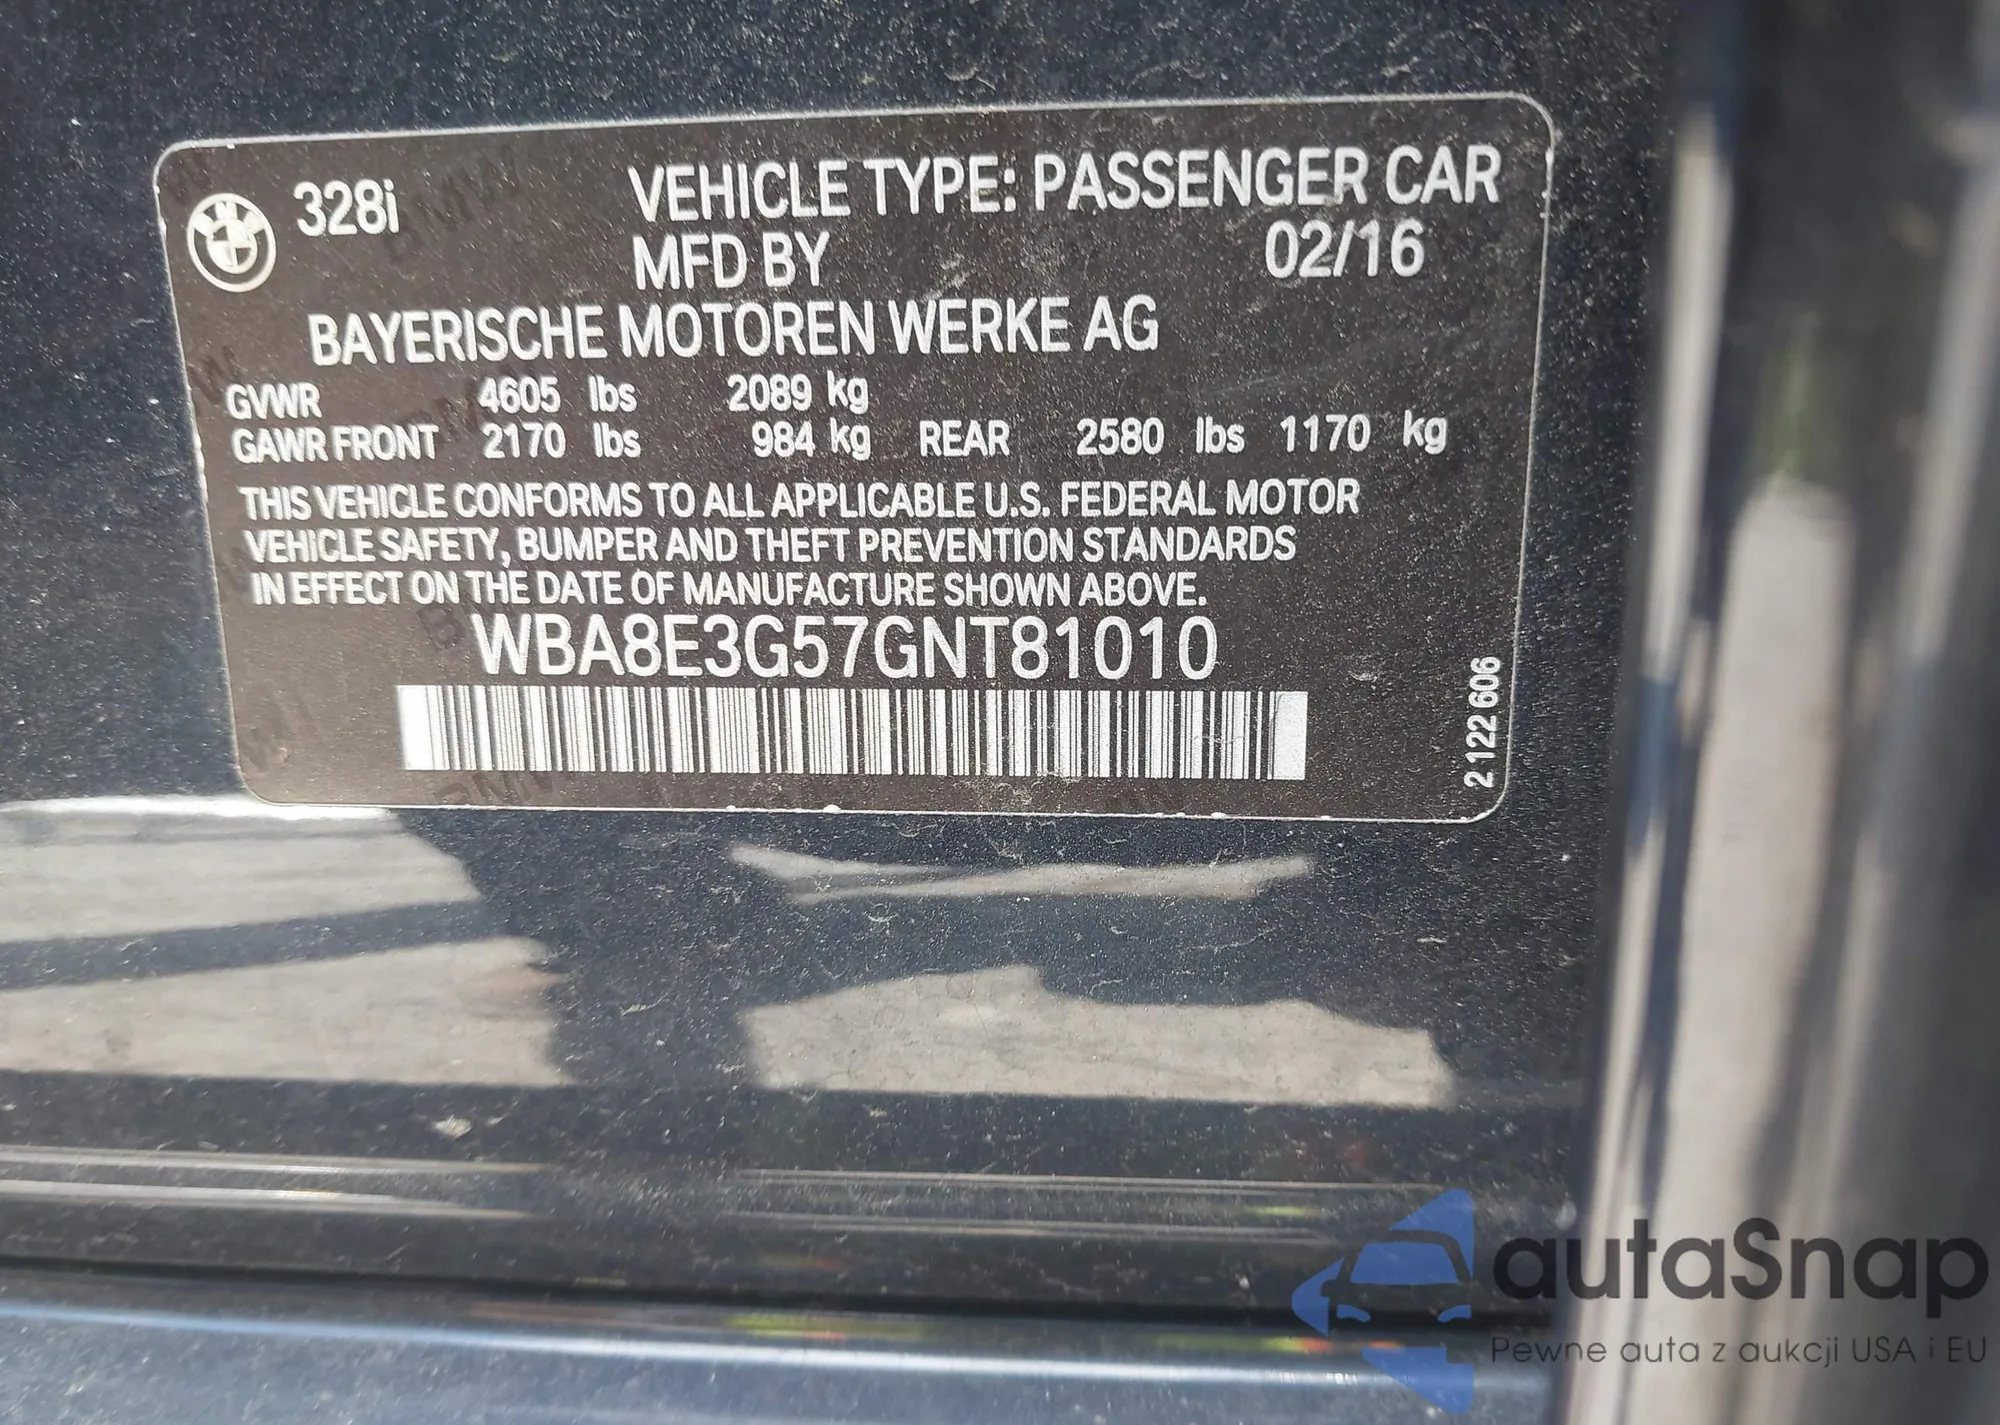 328i VEHICLE TYPE: PASSENGER CAR
MFD BY 02/16
BAYERISCHE MOTOREN WERKE AG
GVWR 4605 lbs 2089 kg
GAWR FRONT 2170 lbs 984 kg REAR 2580 lbs 1170 kg
THIS VEHICLE CONFORMS TO ALL APPLICABLE U.S. FEDERAL MOTOR
VEHICLE SAFETY, BUMPER AND THEFT PREVENTION STANDARDS
IN EFFECT ON THE DATE OF MANUFACTURE SHOWN ABOVE.
WBA8E3G57GNT81010
2 122 606
autaSnap
Pewne auta z aukcji USA i EU